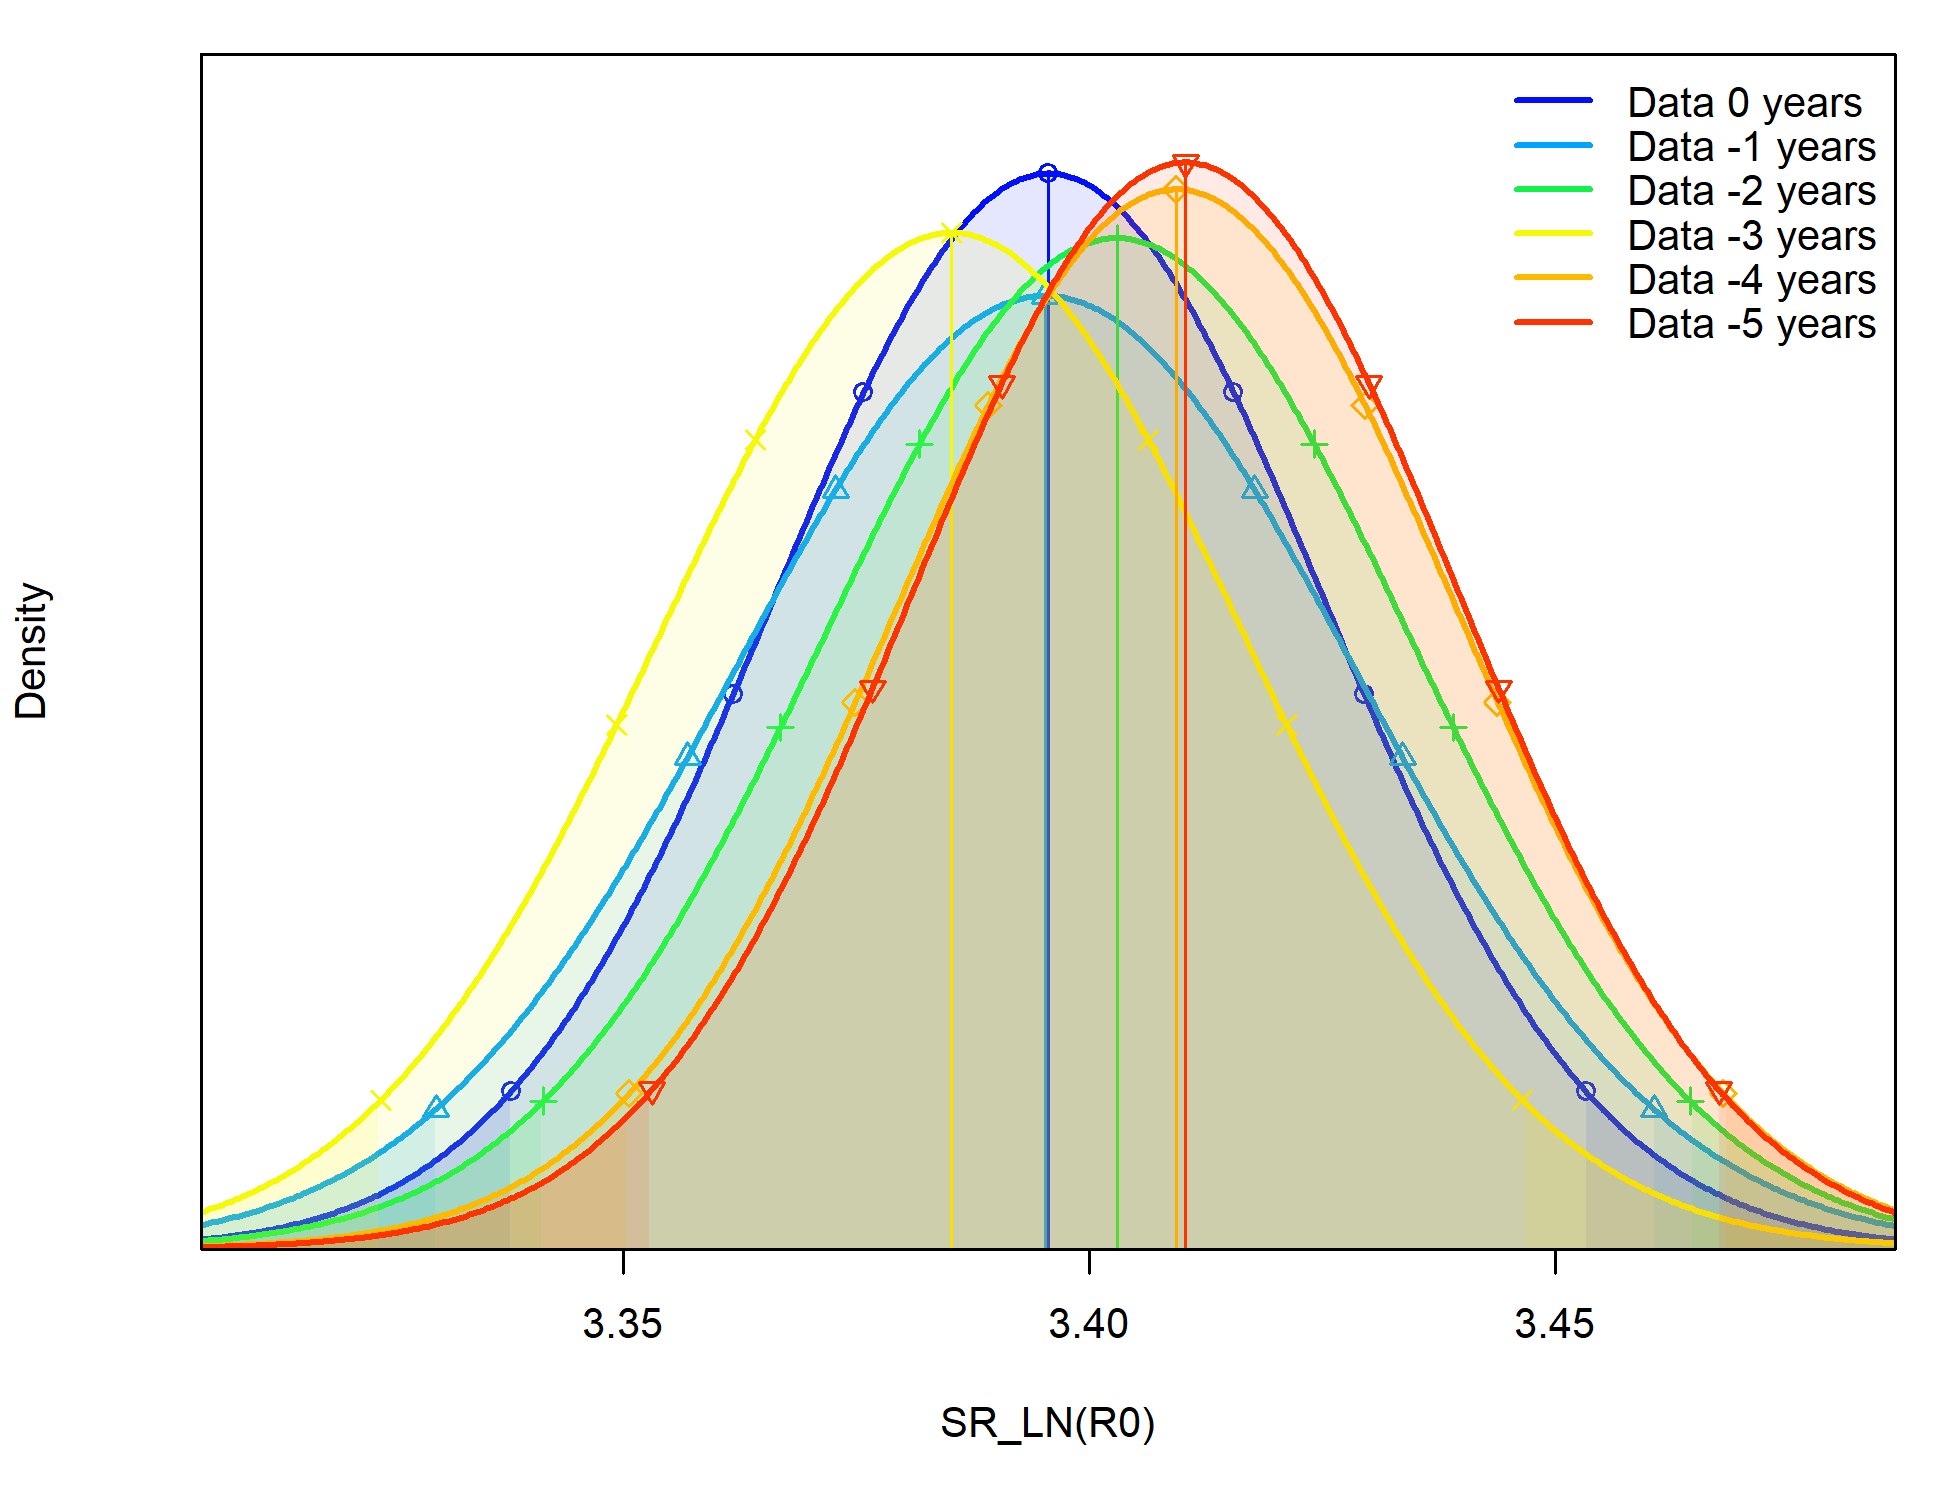 Data 0 years
Data -1 years
Data -2 years
Data -3 years
Data -4 years
Data -5 years
Density
3.35
3.40
3.45
SR_LN(R0)